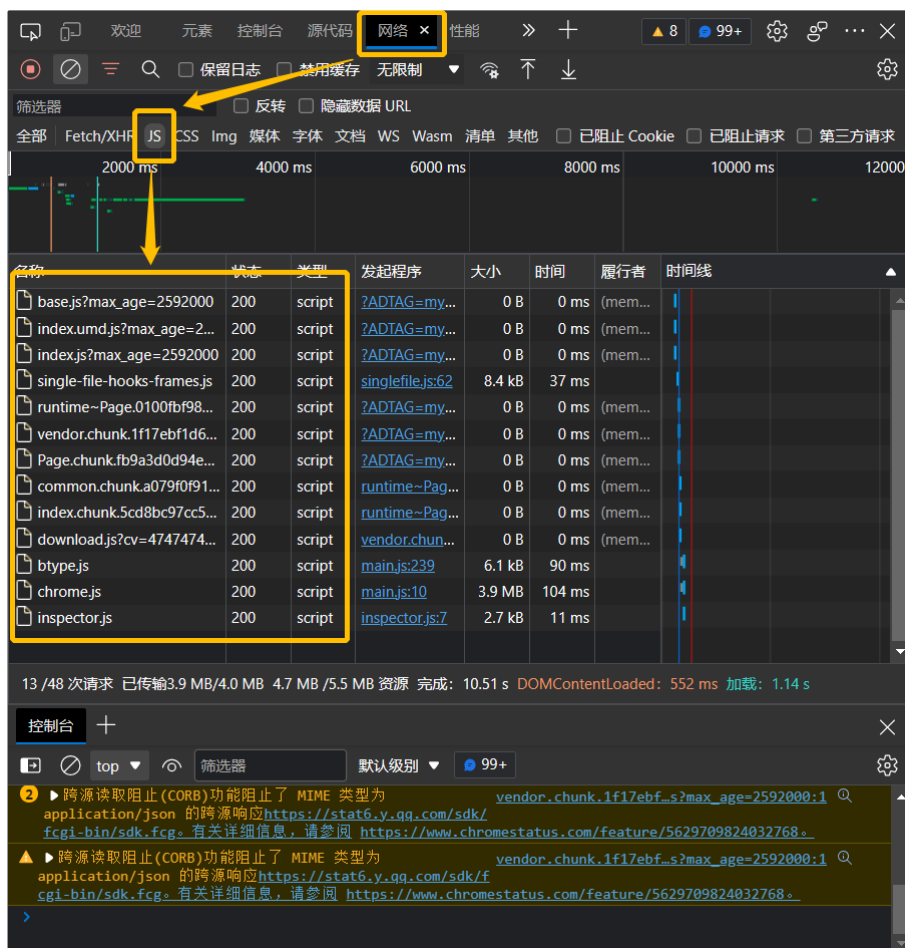 欢迎 元素 控制台 源代码 网络 × 性能 8 99+
保留日志 禁用缓存 无限制
筛选器 反转 隐藏数据 URL
全部 Fetch/XHR JS CSS Img 媒体 字体 文档 WS Wasm 清单 其他 已阻止 Cookie 已阻止请求 第三方请求
2000 ms 4000 ms 6000 ms 8000 ms 10000 ms 12000
名称 状态 类型 发起程序 大小 时间 履行者 时间线
base.js?max_age=2592000 200 script ?ADTAG=my... 0 B 0 ms (mem...
index.umd.js?max_age=2... 200 script ?ADTAG=my... 0 B 0 ms (mem...
index.js?max_age=2592000 200 script ?ADTAG=my... 0 B 0 ms (mem...
single-file-hooks-frames.js 200 script singlefile.js:62 8.4 kB 37 ms
runtime~Page.0100fbf98... 200 script ?ADTAG=my... 0 B 0 ms (mem...
vendor.chunk.1f17ebf1d6... 200 script ?ADTAG=my... 0 B 0 ms (mem...
Page.chunk.fb9a3d0d94e... 200 script ?ADTAG=my... 0 B 0 ms (mem...
common.chunk.a079f0f91... 200 script runtime~Pag... 0 B 0 ms (mem...
index.chunk.5cd8bc97cc5... 200 script runtime~Pag... 0 B 0 ms (mem...
download.js?cv=4747474... 200 script vendor.chun... 0 B 0 ms (mem...
btype.js 200 script main.js:239 6.1 kB 90 ms
chrome.js 200 script main.js:10 3.9 MB 104 ms
inspector.js 200 script inspector.js:7 2.7 kB 11 ms
13 /48 次请求 已传输3.9 MB/4.0 MB 4.7 MB /5.5 MB 资源 完成: 10.51 s DOMContentLoaded: 552 ms 加载: 1.14 s
控制台
top 筛选器 默认级别 99+
2 跨源读取阻止(CORB)功能阻止了 MIME 类型为 vendor.chunk.1f17ebf…s?max_age=2592000:1
application/json 的跨源响应https://stat6.y.qq.com/sdk/
fcgi-bin/sdk.fcg。有关详细信息，请参阅 https://www.chromestatus.com/feature/5629709824032768。
跨源读取阻止(CORB)功能阻止了 MIME 类型为 vendor.chunk.1f17ebf…s?max_age=2592000:1
application/json 的跨源响应https://stat6.y.qq.com/sdk/f
cgi-bin/sdk.fcg。有关详细信息，请参阅 https://www.chromestatus.com/feature/5629709824032768。